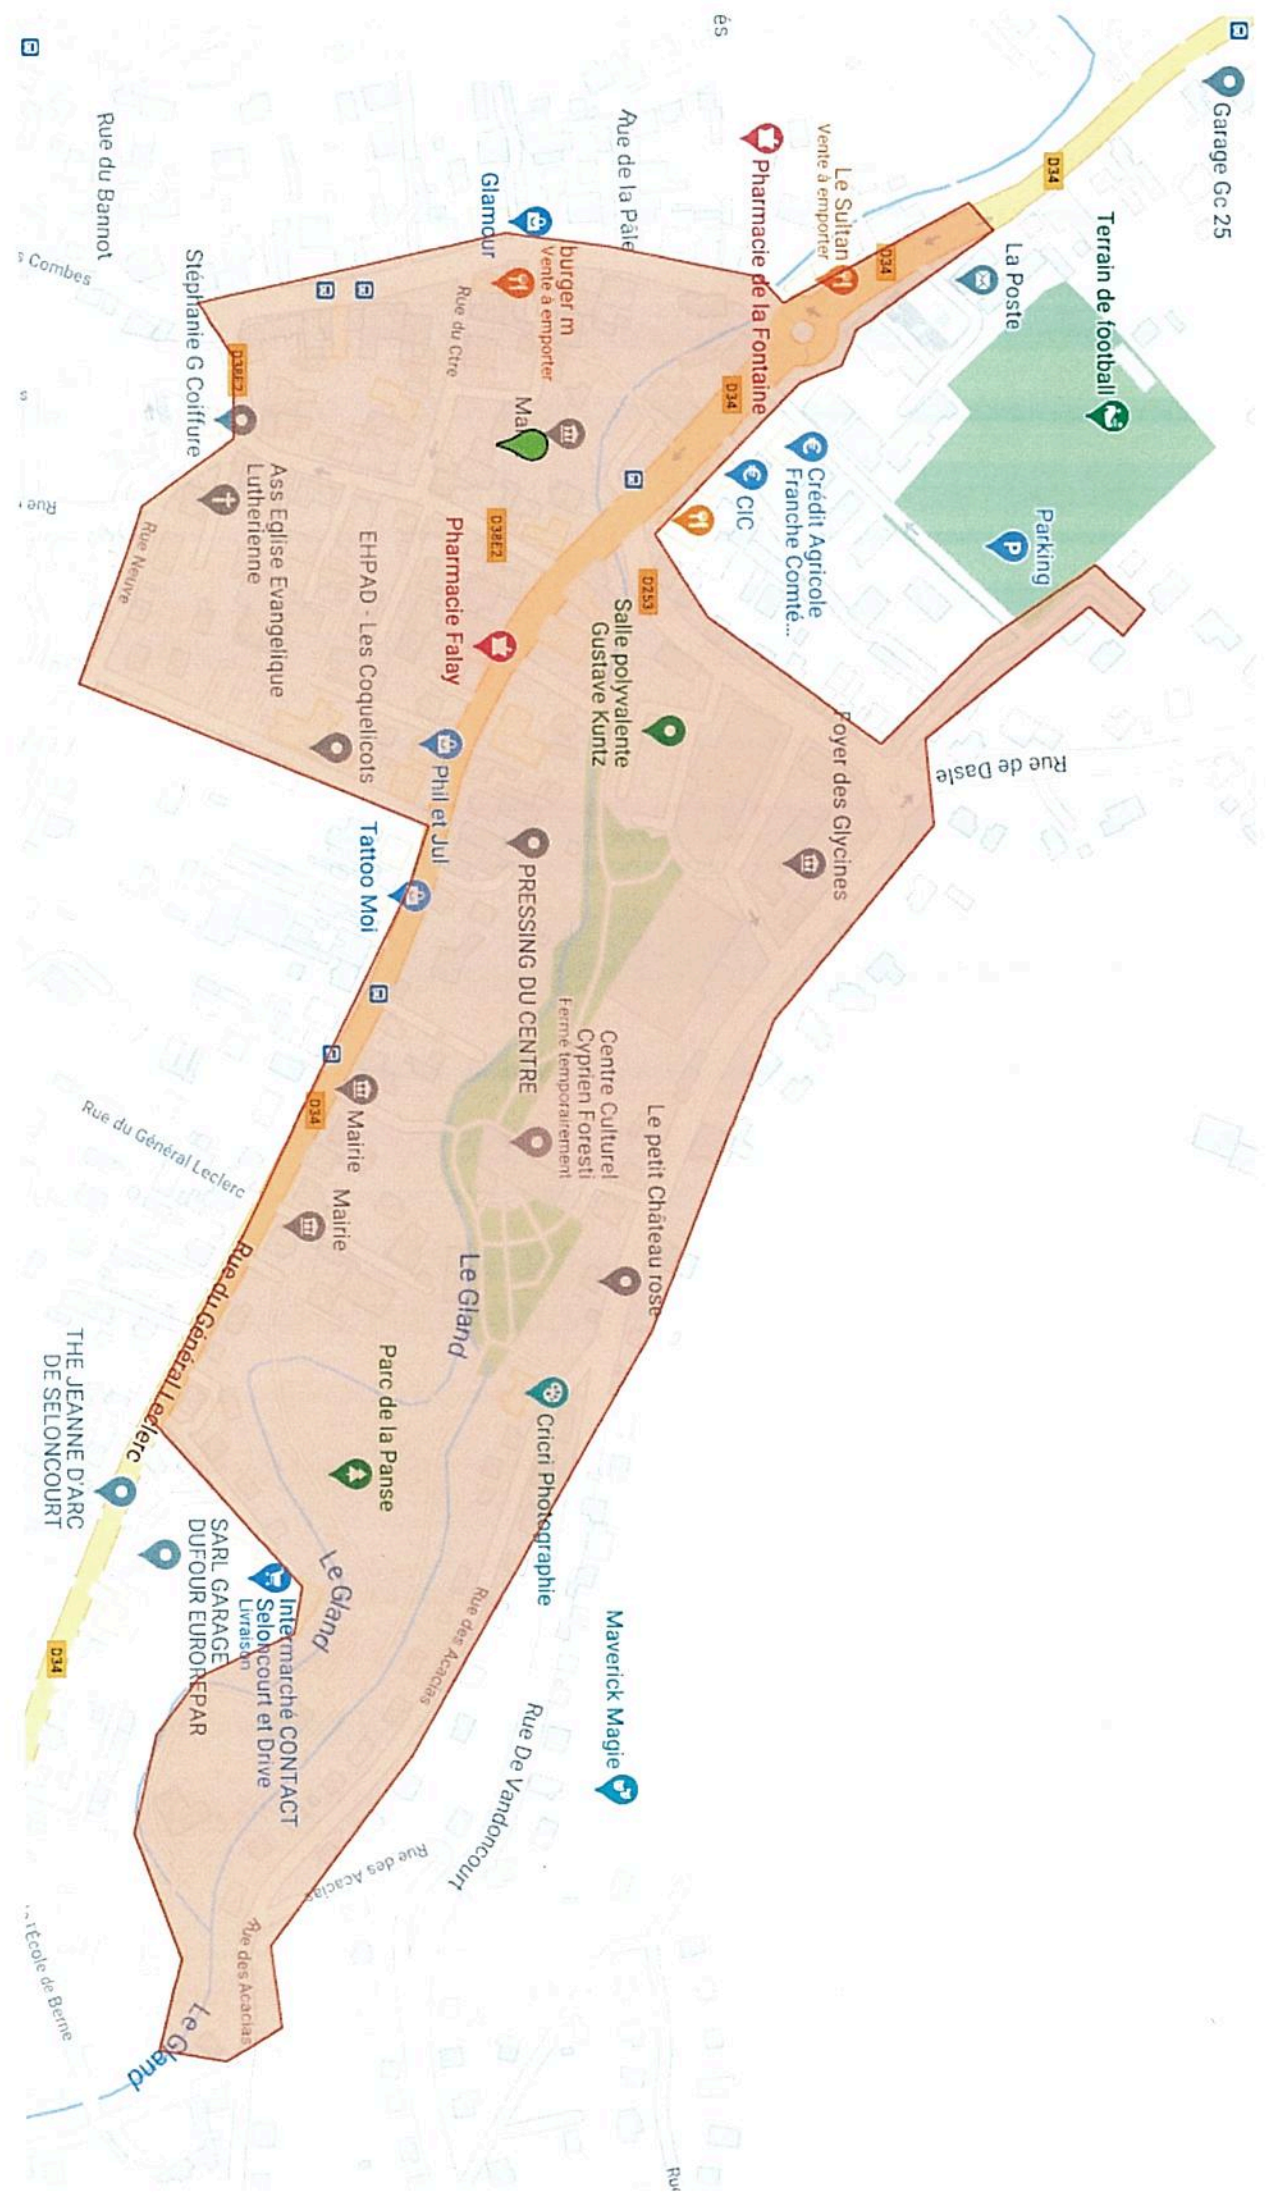 Garage Gc 25
D34
Terrain de football
La Poste
Parking
P
és
Le Sultan
Vente à emporter
D34
Pharmacie de la Fontaine
D34
Crédit Agricole
Franche Comté...
CIC
Rue de la Pâle
burger m
Vente à emporter
Glamour
Rue du Ctre
Mai
D38E2
D253
Rue du Bannot
s Combes
Stéphanie G Coiffure
D38E2
Ass Eglise Evangelique
Lutherienne
Rue Neuve
EHPAD - Les Coquelicots
Pharmacie Falay
Salle polyvalente
Gustave Kuntz
Foyer des Glycines
Rue de Dasle
Phil et Jul
Tattoo Moi
PRESSING DU CENTRE
Centre Culturel
Cyprien Foresti
Fermé temporairement
Le petit Château rose
D34
Mairie
Mairie
Rue du Général Leclerc
Rue du Général Leclerc
Le Gland
Parc de la Panse
Cricri Photographie
THE JEANNE D'ARC
DE SELONCOURT
SARL GARAGE
DUFOUR EUROREPAR
Intermarché CONTACT
Seloncourt et Drive
Livraison
Le Gland
Rue des Acacias
Maverick Magie
Rue De Vandoncourt
D34
Rue des Acacias
Rue des Acacias
Le Gland
l'École de Berne
Rue
Rue